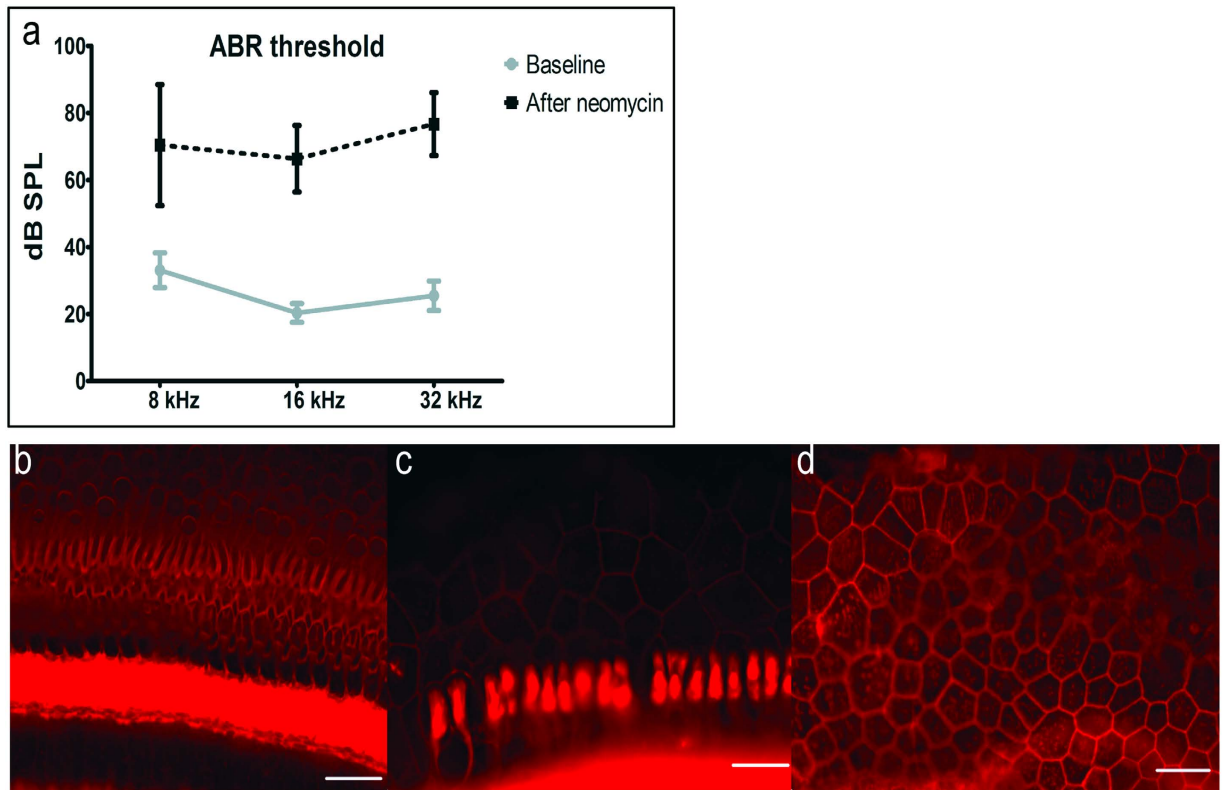 a
ABR threshold
Baseline
After neomycin
dB SPL
100
80
60
40
20
0
8 kHz
16 kHz
32 kHz
b
c
d